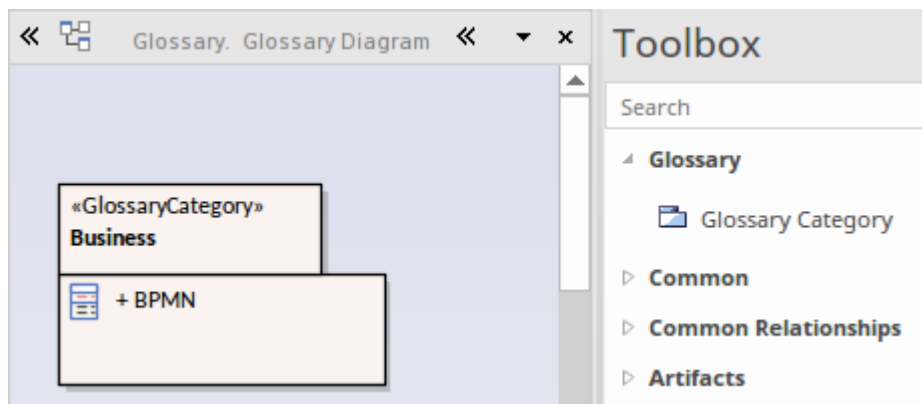 Glossary. Glossary Diagram
«GlossaryCategory»
Business
+ BPMN
Toolbox
Search
Glossary
Glossary Category
Common
Common Relationships
Artifacts